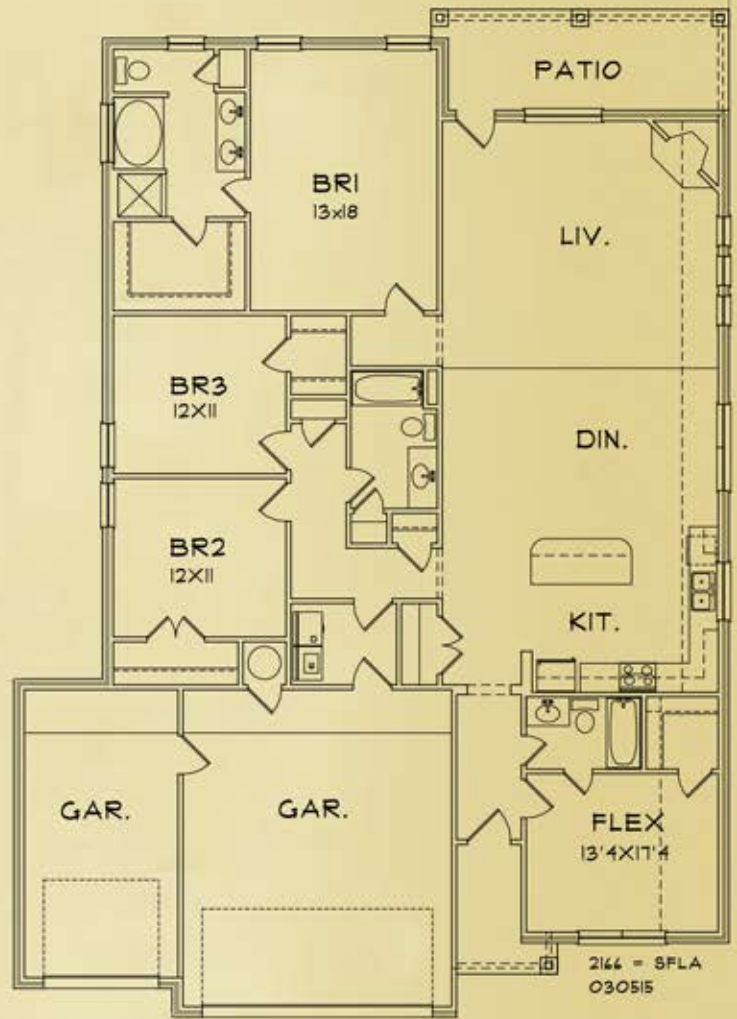 PATIO
BR1
13x18
LIV.
BR3
12X11
DIN.
BR2
12X11
KIT.
GAR.
GAR.
FLEX
13'4X17'4
2166 = SFLA
030515